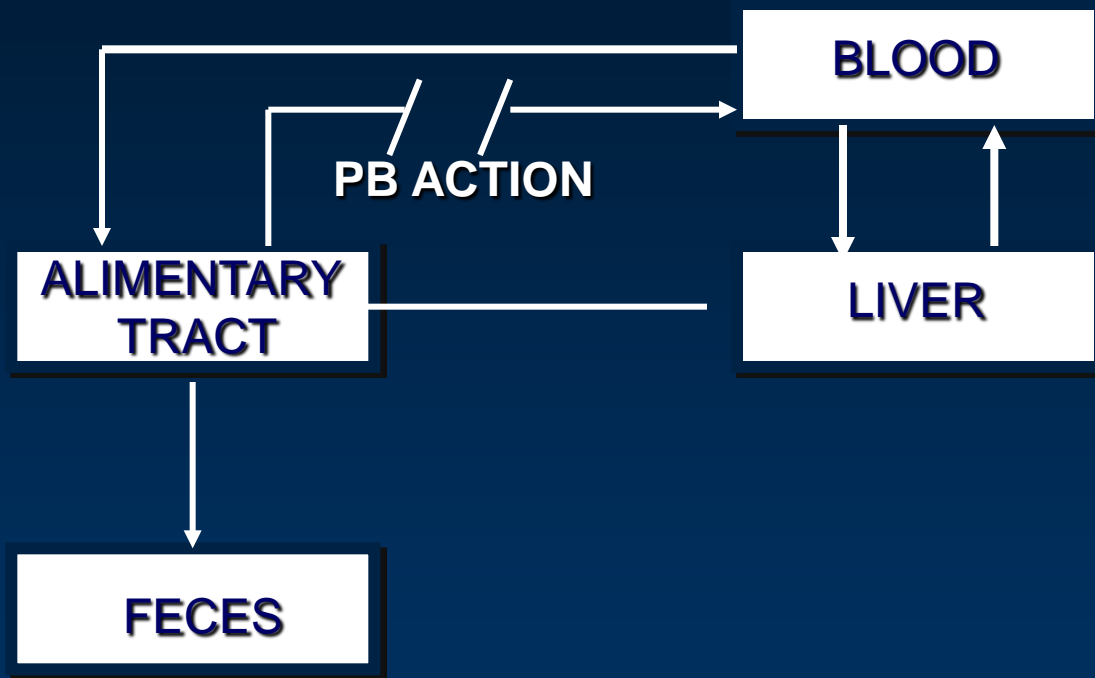 BLOOD
PB ACTION
ALIMENTARY
TRACT
LIVER
FECES